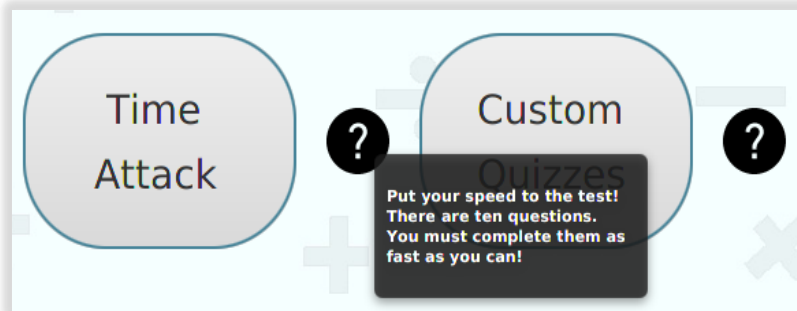 Time
Attack
?
Custom
Quizzes
?
Put your speed to the test!
There are ten questions.
You must complete them as
fast as you can!